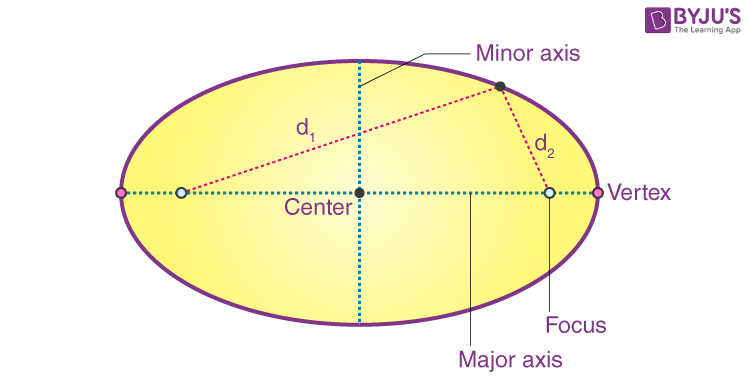 BYJU'S
The Learning App
Minor axis
d₁
d₂
Center
Vertex
Focus
Major axis